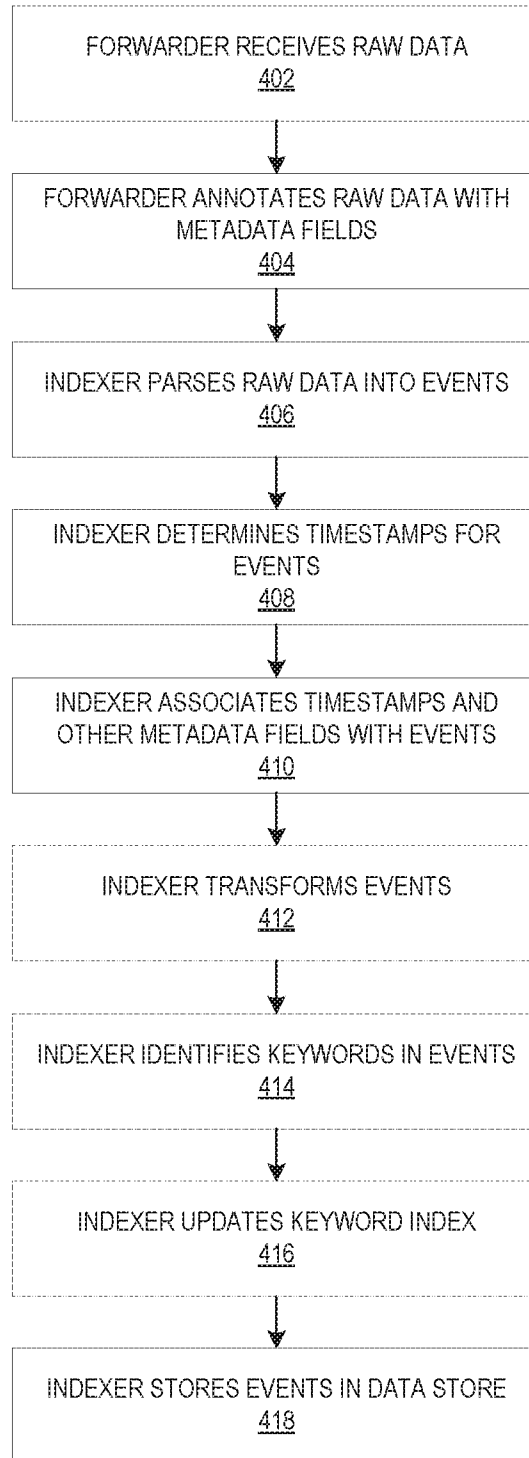 FORWARDER RECEIVES RAW DATA
402
FORWARDER ANNOTATES RAW DATA WITH
METADATA FIELDS
404
INDEXER PARSES RAW DATA INTO EVENTS
406
INDEXER DETERMINES TIMESTAMPS FOR
EVENTS
408
INDEXER ASSOCIATES TIMESTAMPS AND
OTHER METADATA FIELDS WITH EVENTS
410
INDEXER TRANSFORMS EVENTS
412
INDEXER IDENTIFIES KEYWORDS IN EVENTS
414
INDEXER UPDATES KEYWORD INDEX
416
INDEXER STORES EVENTS IN DATA STORE
418